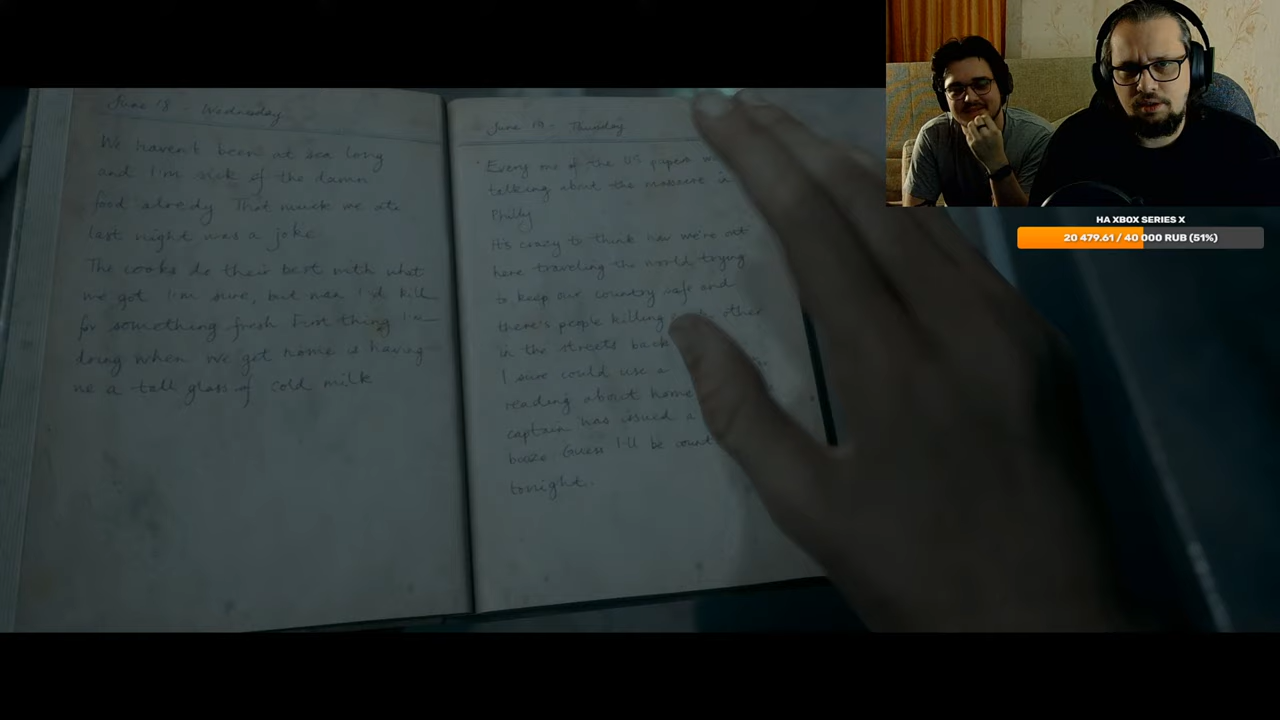 June 18 - Wednesday
We haven't been at sea long
and I'm sick of the damn
food alredy. That muck we ate
last night was a joke
The cooks do their best with what
we got I'm sure, but man I'd kill
for something fresh First thing I'm
doing when we get home is having
me a tall glass of cold milk
June - Thursday
Every one of the US papers
talking about the massacre in
Philly
It's crazy to think how we're out
here traveling the world trying
to keep our country safe and
there's people killing each other
in the streets back
I sure could use a
reading about home
captain was issued a
booze Guess I'll be
tonight.
НА XBOX SERIES X
20 479.61 / 40 000 RUB (51%)